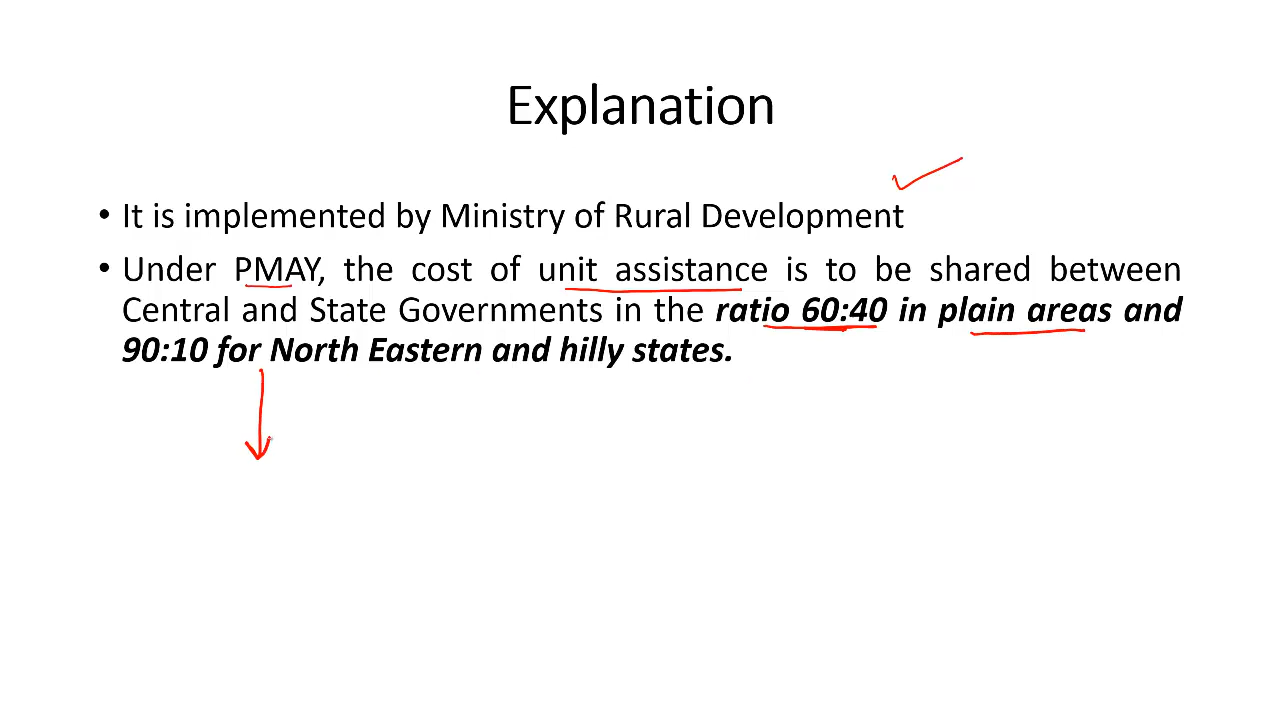 Explanation
• It is implemented by Ministry of Rural Development
• Under PMAY, the cost of unit assistance is to be shared between
Central and State Governments in the ratio 60:40 in plain areas and
90:10 for North Eastern and hilly states.